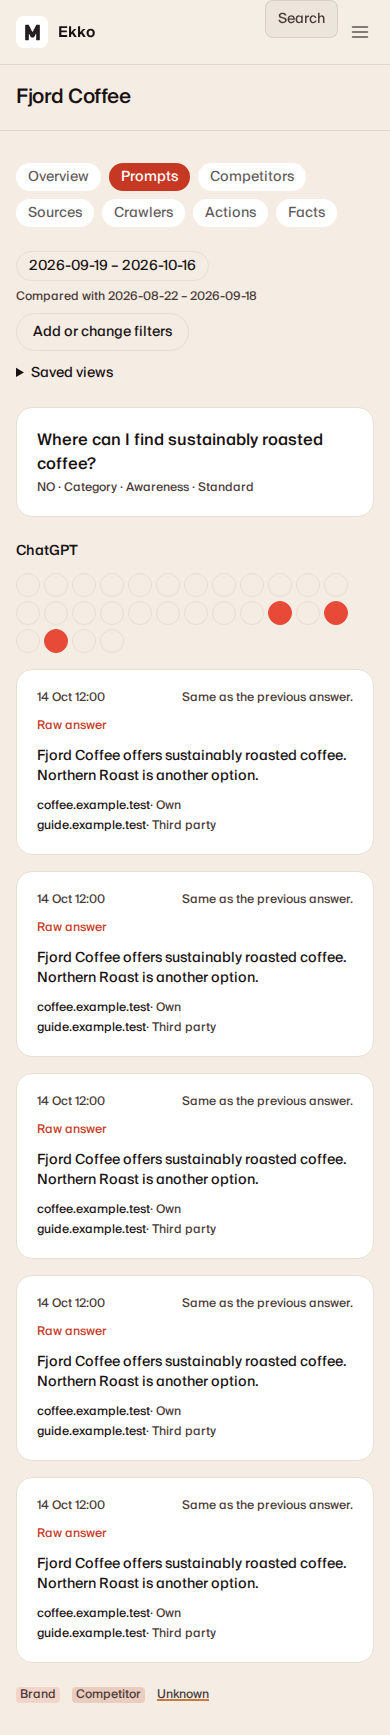 M Ekko
Search
Fjord Coffee
Overview Prompts Competitors
Sources Crawlers Actions Facts
2026-09-19 – 2026-10-16
Compared with 2026-08-22 – 2026-09-18
Add or change filters
Saved views
Where can I find sustainably roasted
coffee?
NO · Category · Awareness · Standard
ChatGPT
14 Oct 12:00 Same as the previous answer.
Raw answer
Fjord Coffee offers sustainably roasted coffee.
Northern Roast is another option.
coffee.example.test· Own
guide.example.test· Third party
14 Oct 12:00 Same as the previous answer.
Raw answer
Fjord Coffee offers sustainably roasted coffee.
Northern Roast is another option.
coffee.example.test· Own
guide.example.test· Third party
14 Oct 12:00 Same as the previous answer.
Raw answer
Fjord Coffee offers sustainably roasted coffee.
Northern Roast is another option.
coffee.example.test· Own
guide.example.test· Third party
14 Oct 12:00 Same as the previous answer.
Raw answer
Fjord Coffee offers sustainably roasted coffee.
Northern Roast is another option.
coffee.example.test· Own
guide.example.test· Third party
14 Oct 12:00 Same as the previous answer.
Raw answer
Fjord Coffee offers sustainably roasted coffee.
Northern Roast is another option.
coffee.example.test· Own
guide.example.test· Third party
Brand Competitor Unknown